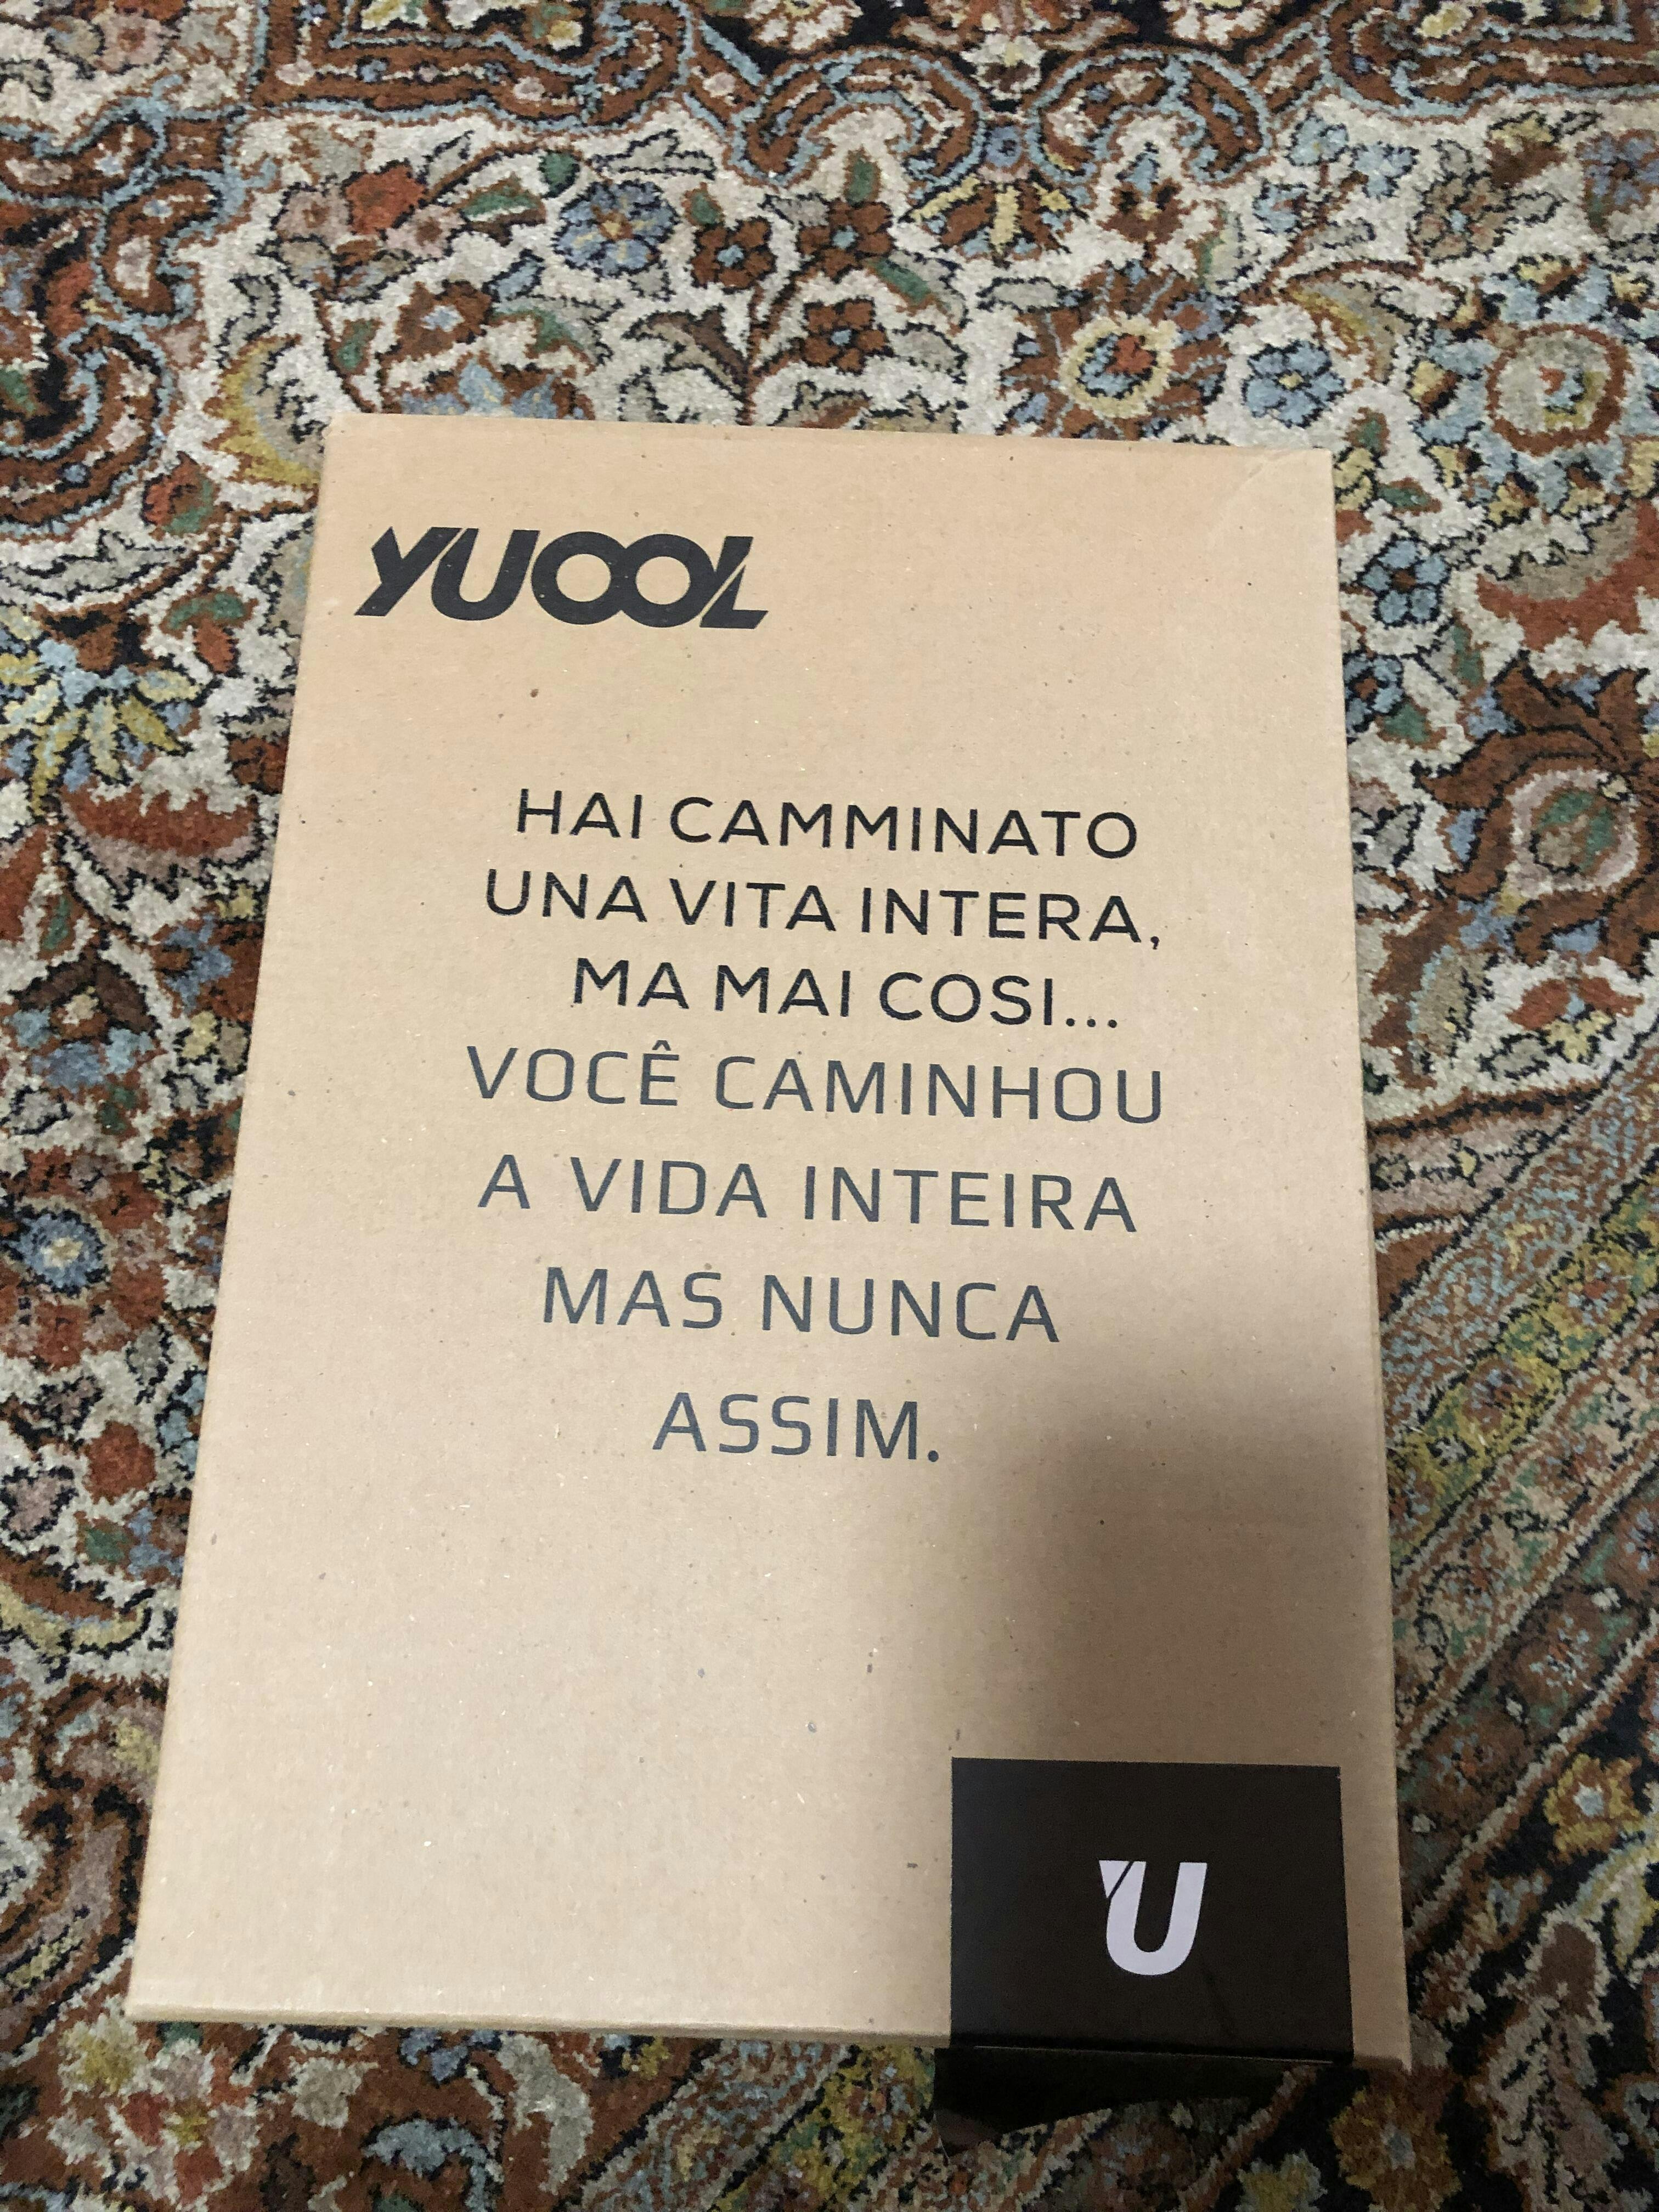 YUOOL
HAI CAMMINATO
UNA VITA INTERA,
MA MAI COSI...
VOCÊ CAMINHOU
A VIDA INTEIRA
MAS NUNCA
ASSIM.
U